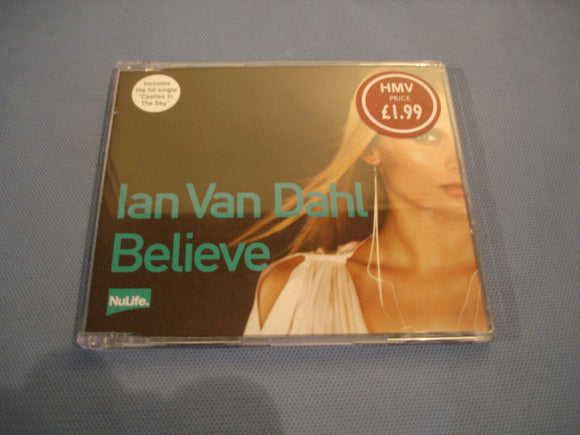 Includes
the hit single
"Castles In
The Sky"
HMV
PRICE
£1.99
Ian Van Dahl
Believe
NuLife.